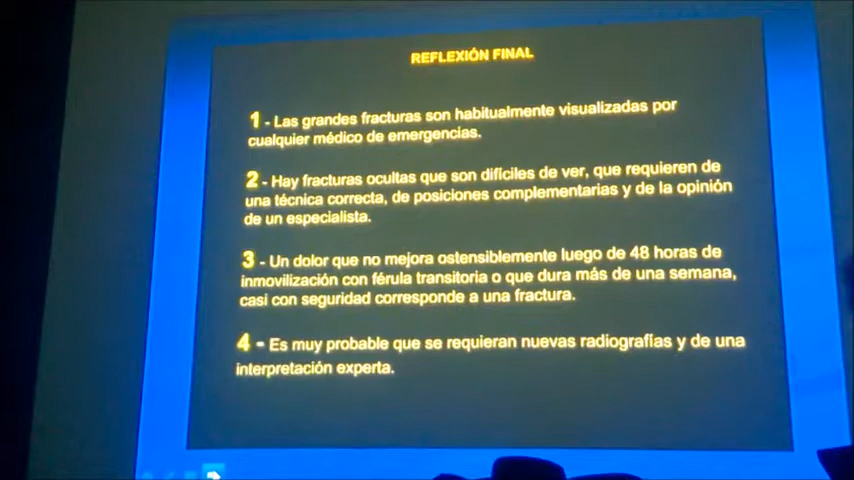 REFLEXIÓN FINAL
1 - Las grandes fracturas son habitualmente visualizadas por
cualquier médico de emergencias.
2 - Hay fracturas ocultas que son difíciles de ver, que requieren de
una técnica correcta, de posiciones complementarias y de la opinión
de un especialista.
3 - Un dolor que no mejora ostensiblemente luego de 48 horas de
inmovilización con férula transitoria o que dura más de una semana,
casi con seguridad corresponde a una fractura.
4 - Es muy probable que se requieran nuevas radiografías y de una
interpretación experta.